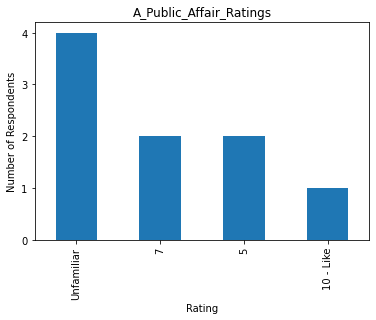 A_Public_Affair_Ratings
Number of Respondents
4
3
2
1
0
Unfamiliar
7
5
10 - Like
Rating